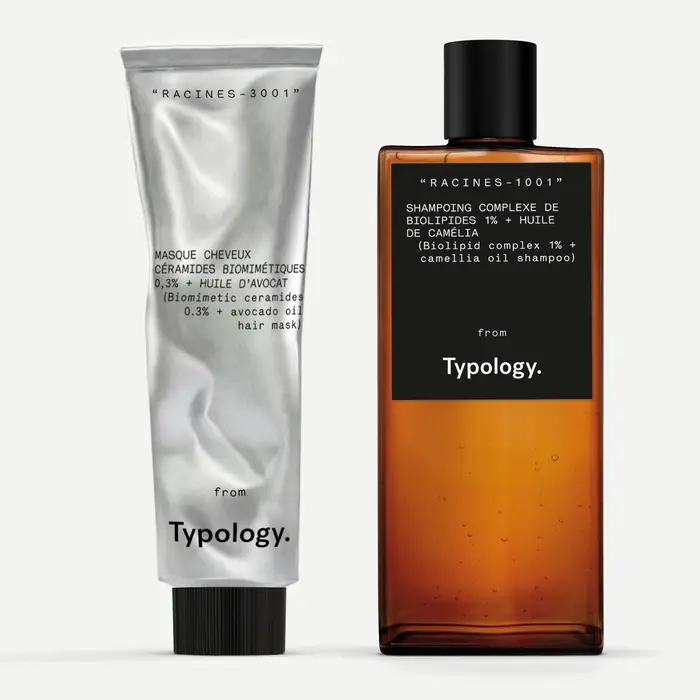 “RACINES-3001”
MASQUE CHEVEUX
CÉRAMIDES BIOMIMÉTIQUES
0,3% + HUILE D’AVOCAT
(Biomimetic ceramides
0.3% + avocado oil
hair mask)
from
Typology.
“RACINES-1001”
SHAMPOING COMPLEXE DE
BIOLIPIDES 1% + HUILE
DE CAMÉLIA
(Biolipid complex 1% +
camellia oil shampoo)
from
Typology.